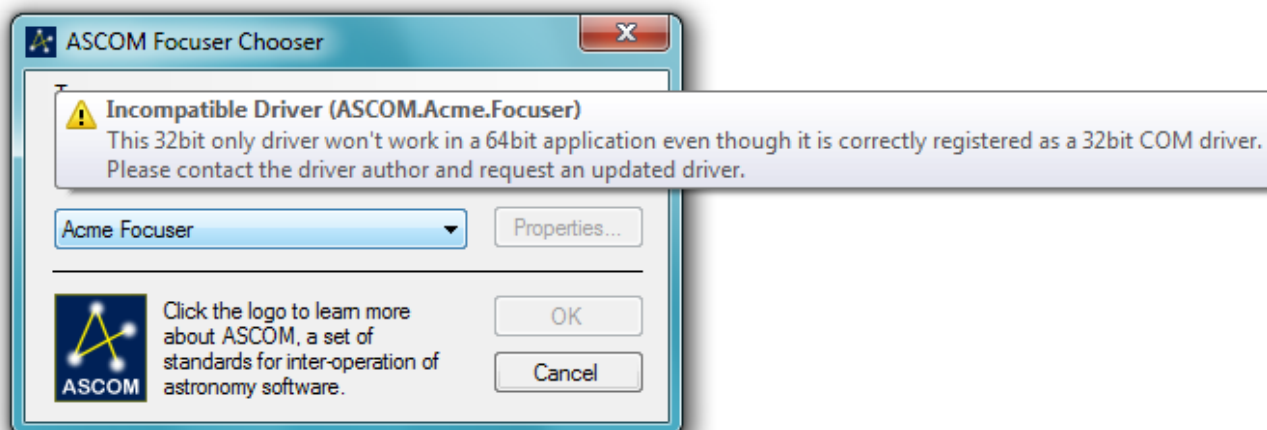 ASCOM Focuser Chooser
Incompatible Driver (ASCOM.Acme.Focuser)
This 32bit only driver won't work in a 64bit application even though it is correctly registered as a 32bit COM driver.
Please contact the driver author and request an updated driver.
Acme Focuser
Properties...
Click the logo to learn more
about ASCOM, a set of
standards for inter-operation of
astronomy software.
ASCOM
OK
Cancel